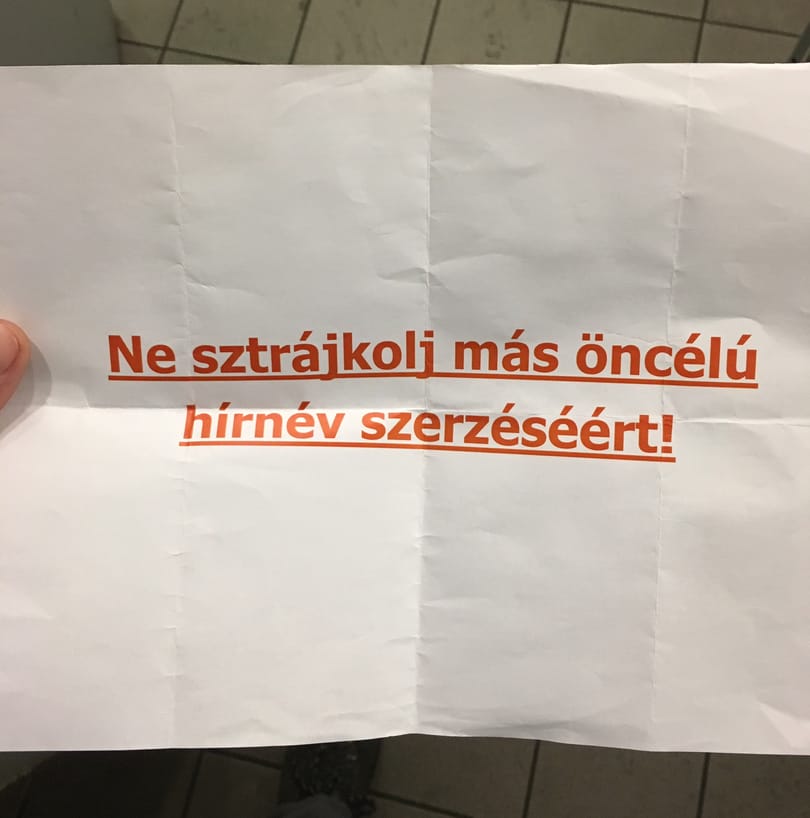 Ne sztrájkolj más öncélú
hírnév szerzéséért!